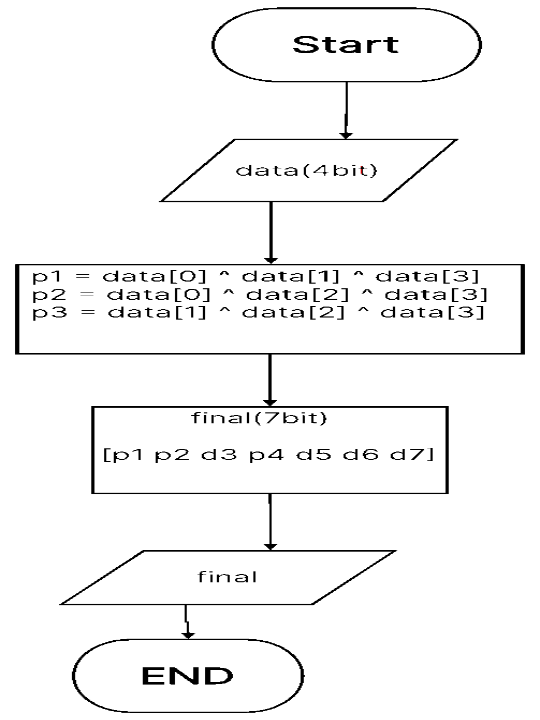 Start
data(4bit)
p1 = data[0] ^ data[1] ^ data[3]
p2 = data[0] ^ data[2] ^ data[3]
p3 = data[1] ^ data[2] ^ data[3]
final(7bit)
[p1 p2 d3 p4 d5 d6 d7]
final
END